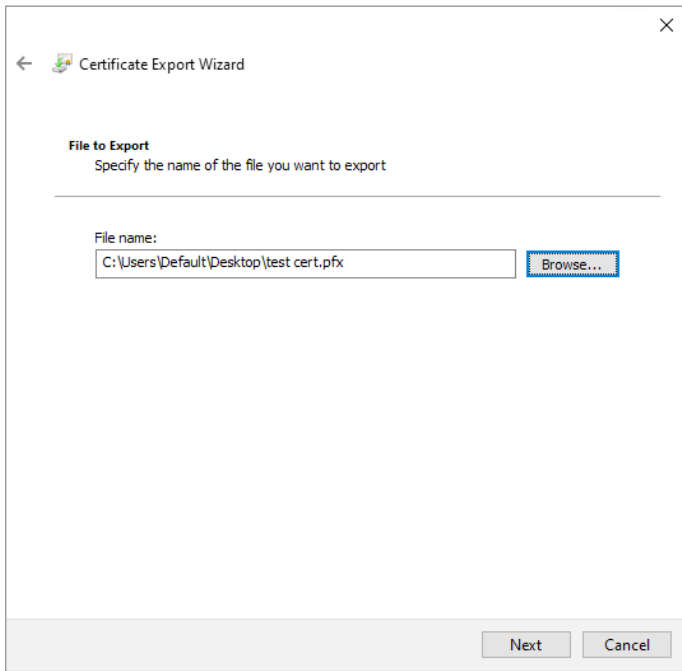 Certificate Export Wizard
File to Export
Specify the name of the file you want to export
File name:
C:\Users\Default\Desktop\test cert.pfx
Browse...
Next
Cancel